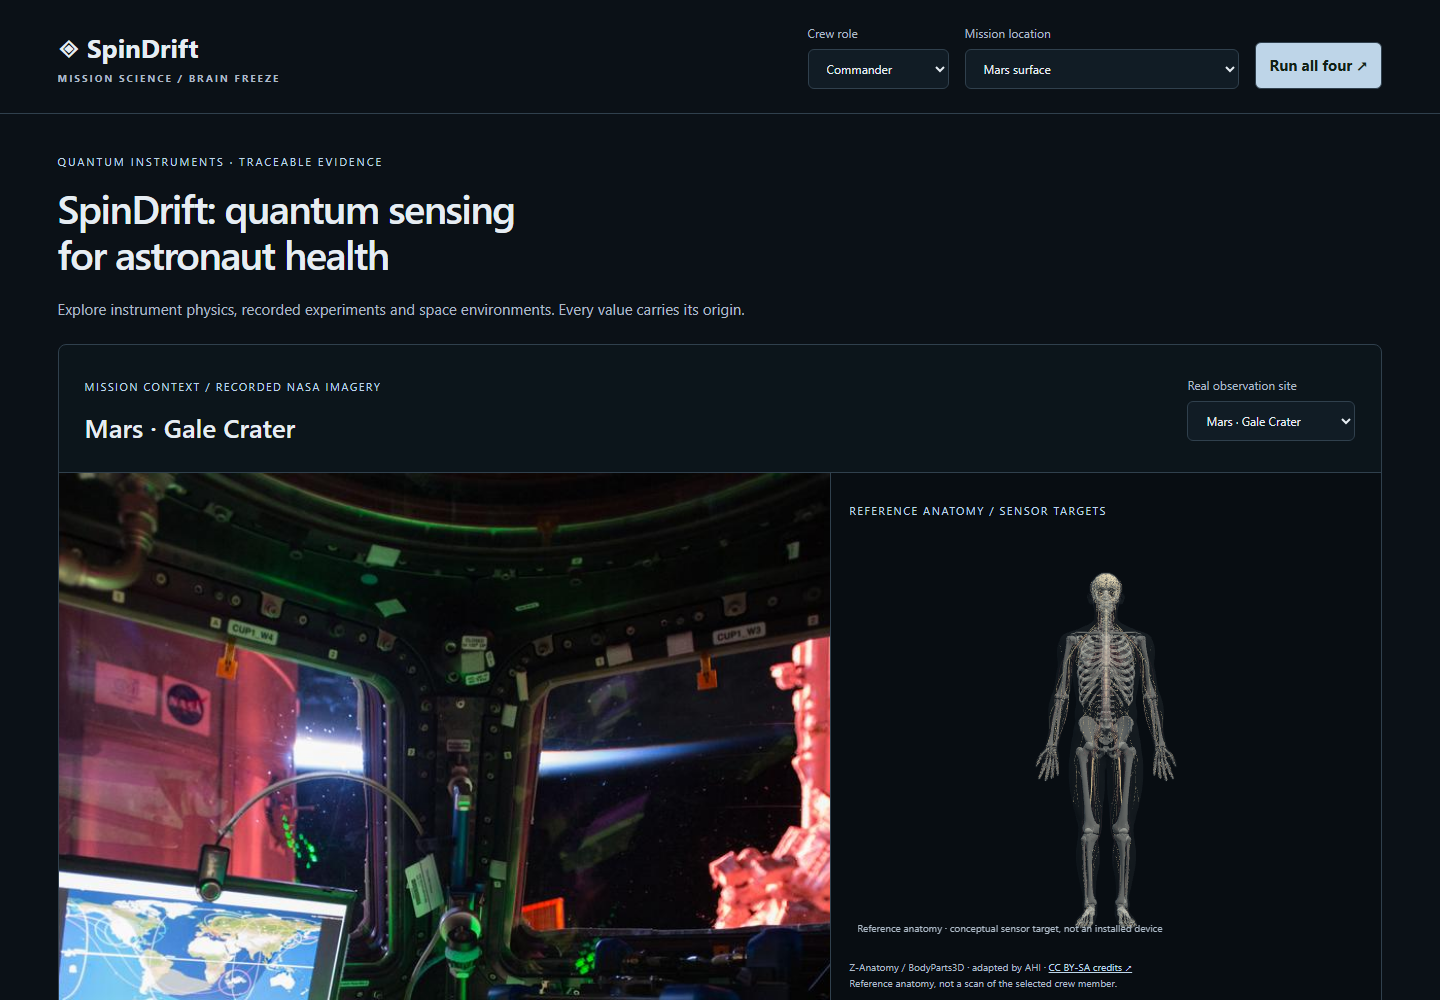 ◈ SpinDrift
MISSION SCIENCE / BRAIN FREEZE
Crew role
Commander
Mission location
Mars surface
Run all four ↗
QUANTUM INSTRUMENTS · TRACEABLE EVIDENCE
SpinDrift: quantum sensing
for astronaut health
Explore instrument physics, recorded experiments and space environments. Every value carries its origin.
MISSION CONTEXT / RECORDED NASA IMAGERY
Mars · Gale Crater
Real observation site
Mars · Gale Crater
CUP1_W4
CUP1_W3
NASA
REFERENCE ANATOMY / SENSOR TARGETS
Reference anatomy · conceptual sensor target, not an installed device
Z-Anatomy / BodyParts3D · adapted by AHI · CC BY-SA credits ↗
Reference anatomy, not a scan of the selected crew member.